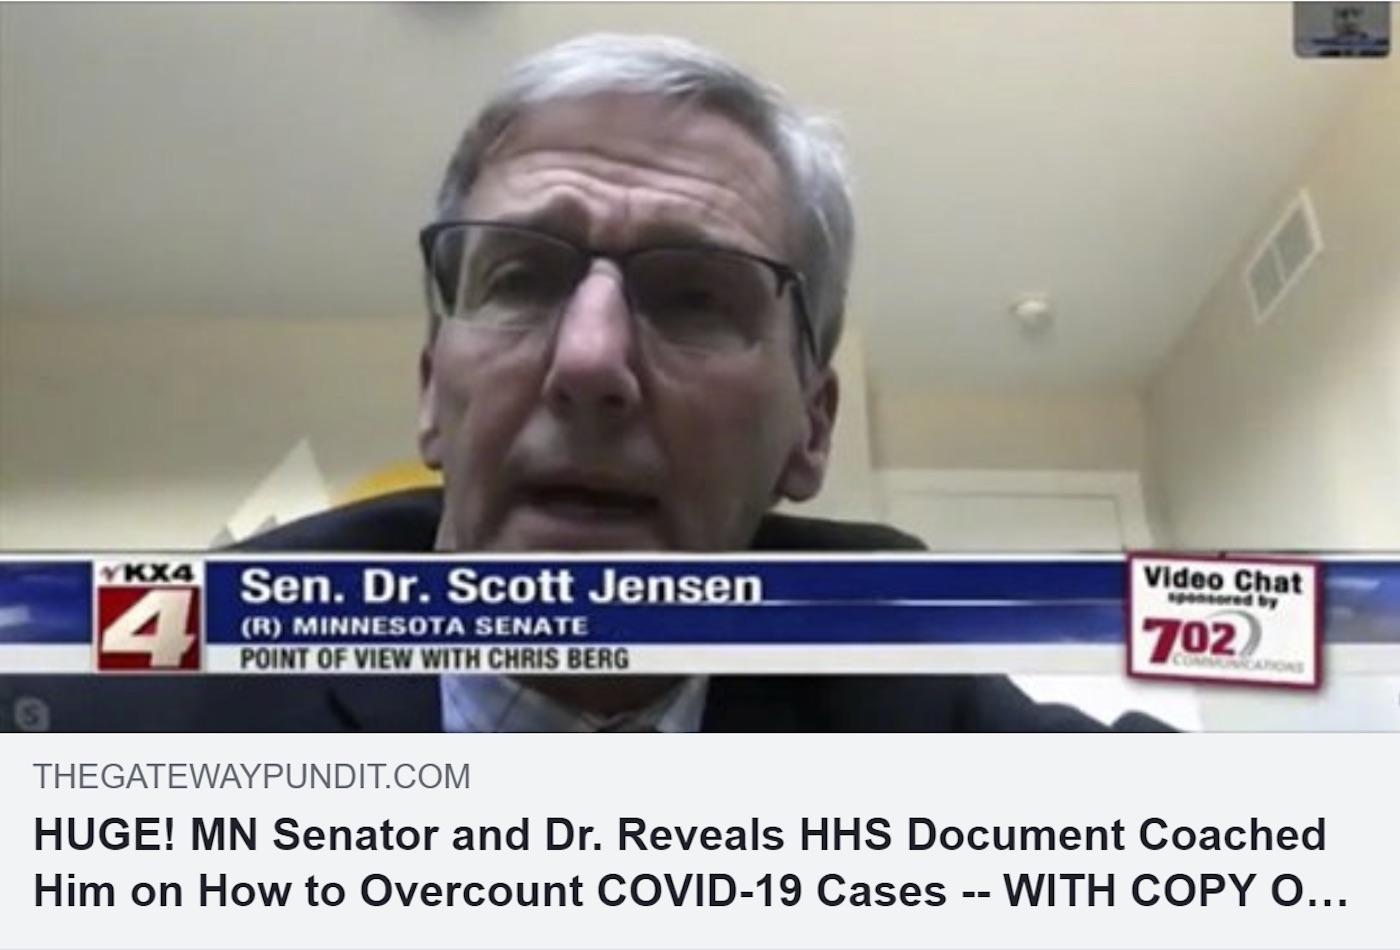 KX4
4
Sen. Dr. Scott Jensen
(R) MINNESOTA SENATE
POINT OF VIEW WITH CHRIS BERG
Video Chat
sponsored by
702
COMMUNICATIONS
S
THEGATEWAYPUNDIT.COM
HUGE! MN Senator and Dr. Reveals HHS Document Coached
Him on How to Overcount COVID-19 Cases -- WITH COPY O...